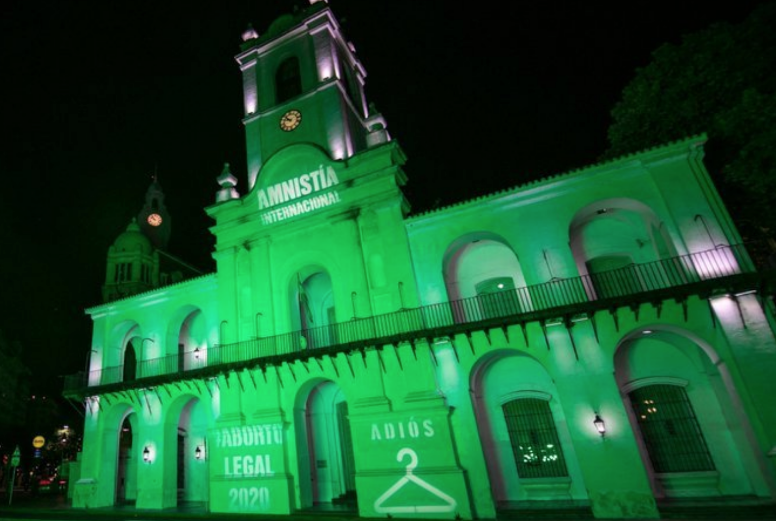 AMNISTÍA
INTERNACIONAL
#ABORTO
LEGAL
2020
ADIÓS